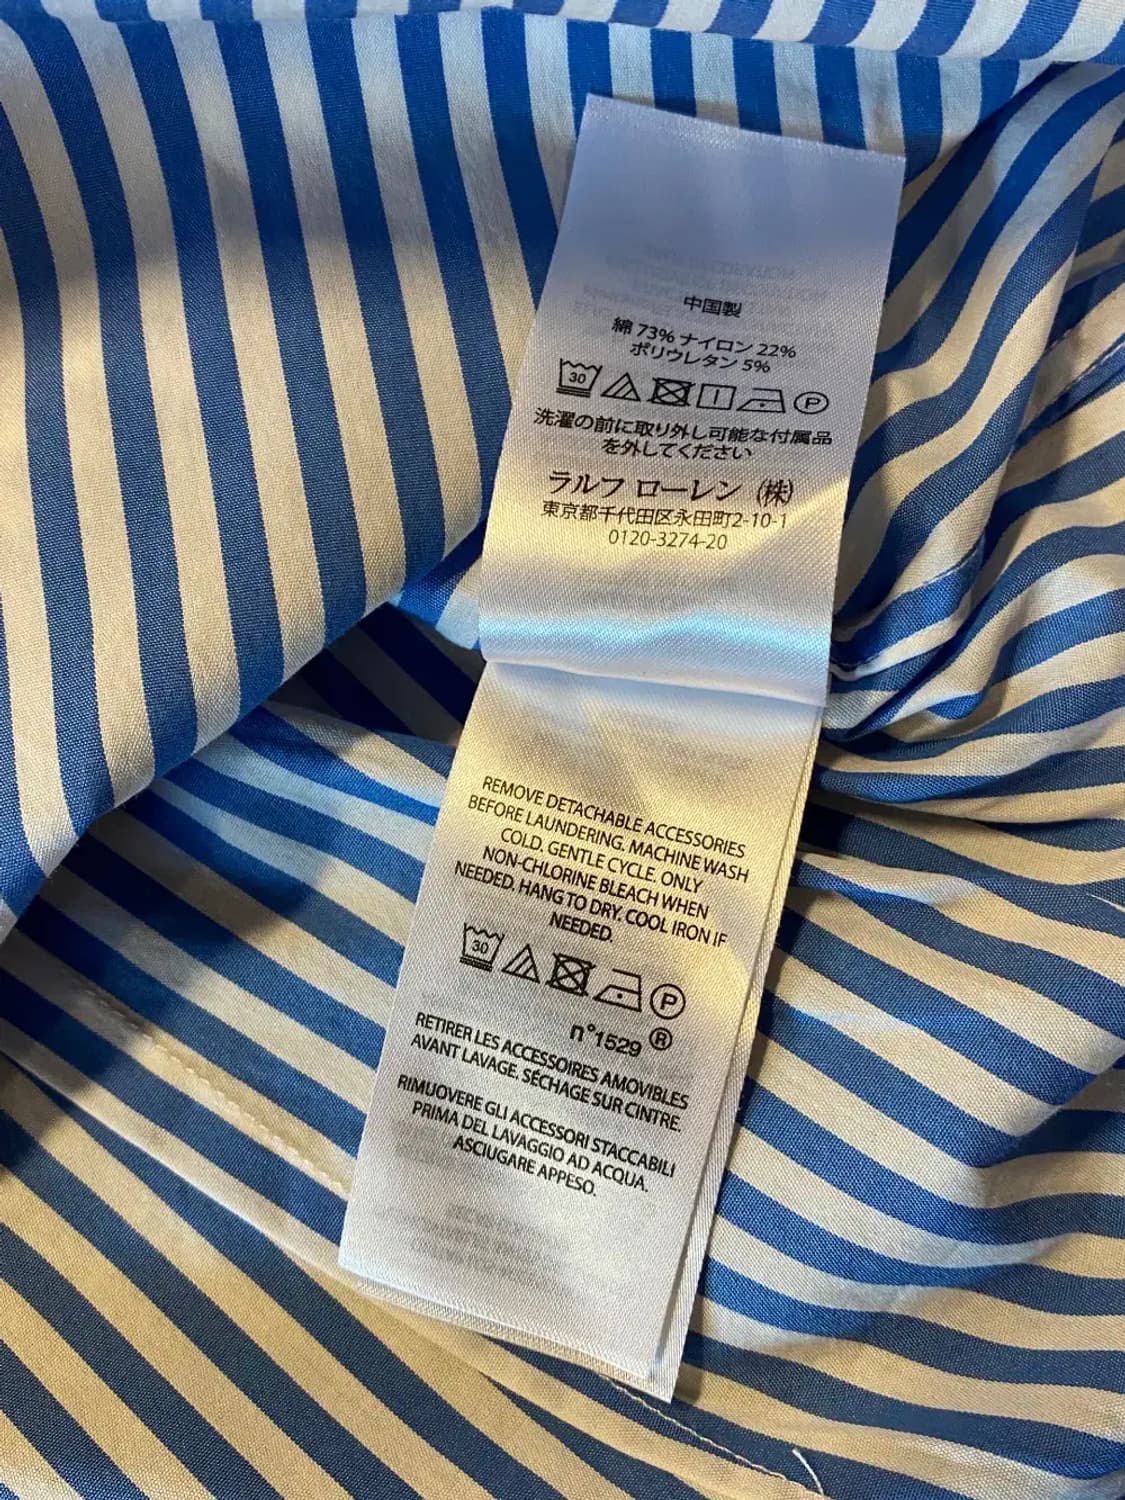 中国製
綿 73% ナイロン 22%
ポリウレタン 5%
30 P
洗濯の前に取り外し可能な付属品
を外してください
ラルフ ローレン (株)
東京都千代田区永田町2-10-1
0120-3274-20
REMOVE DETACHABLE ACCESSORIES
BEFORE LAUNDERING. MACHINE WASH
COLD. GENTLE CYCLE. ONLY
NON-CHLORINE BLEACH WHEN
NEEDED. HANG TO DRY. COOL IRON IF
NEEDED.
30 P
n°1529 ®
RETIRER LES ACCESSOIRES AMOVIBLES
AVANT LAVAGE. SÉCHAGE SUR CINTRE.
RIMUOVERE GLI ACCESSORI STACCABILI
PRIMA DEL LAVAGGIO AD ACQUA.
ASCIUGARE APPESO.